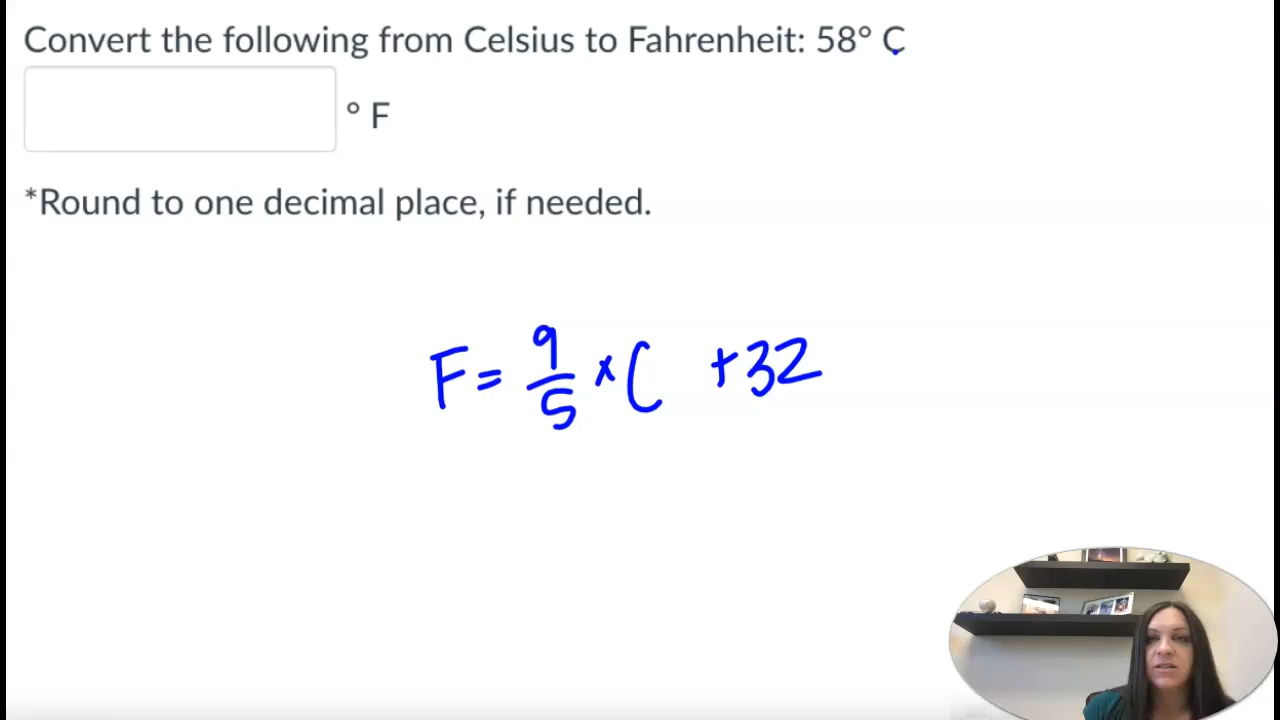 Convert the following from Celsius to Fahrenheit: 58° C
° F
*Round to one decimal place, if needed.
F = 9/5 × C + 32